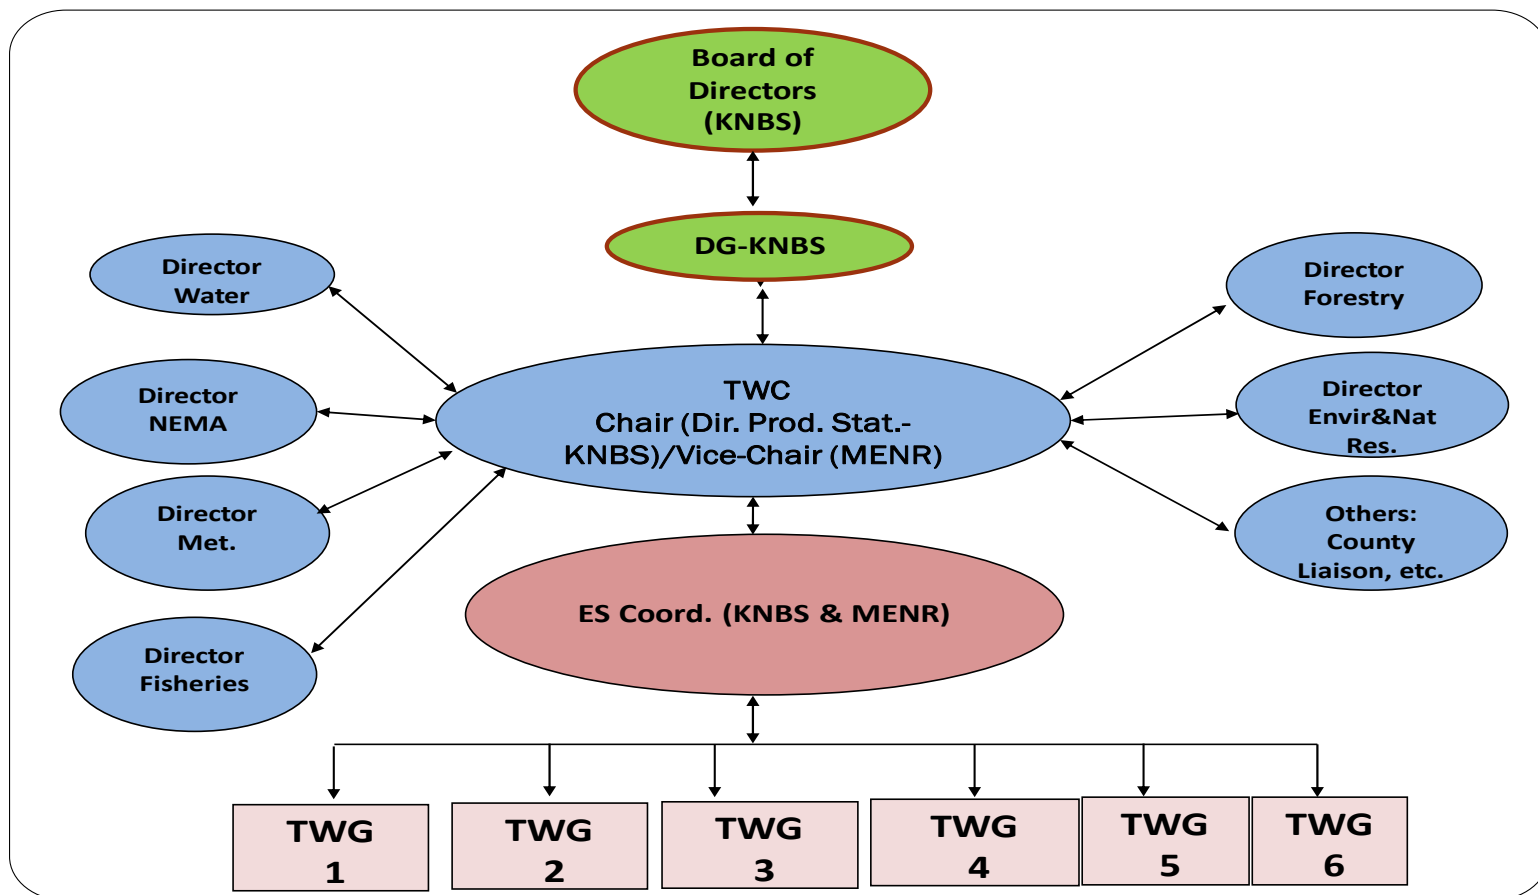 Board of
Directors
(KNBS)
DG-KNBS
Director
Water
Director
Forestry
Director
NEMA
TWC
Chair (Dir. Prod. Stat.-
KNBS)/Vice-Chair (MENR)
Director
Envir&Nat
Res.
Director
Met.
Others:
County
Liaison, etc.
ES Coord. (KNBS & MENR)
Director
Fisheries
TWG
1
TWG
2
TWG
3
TWG
4
TWG
5
TWG
6